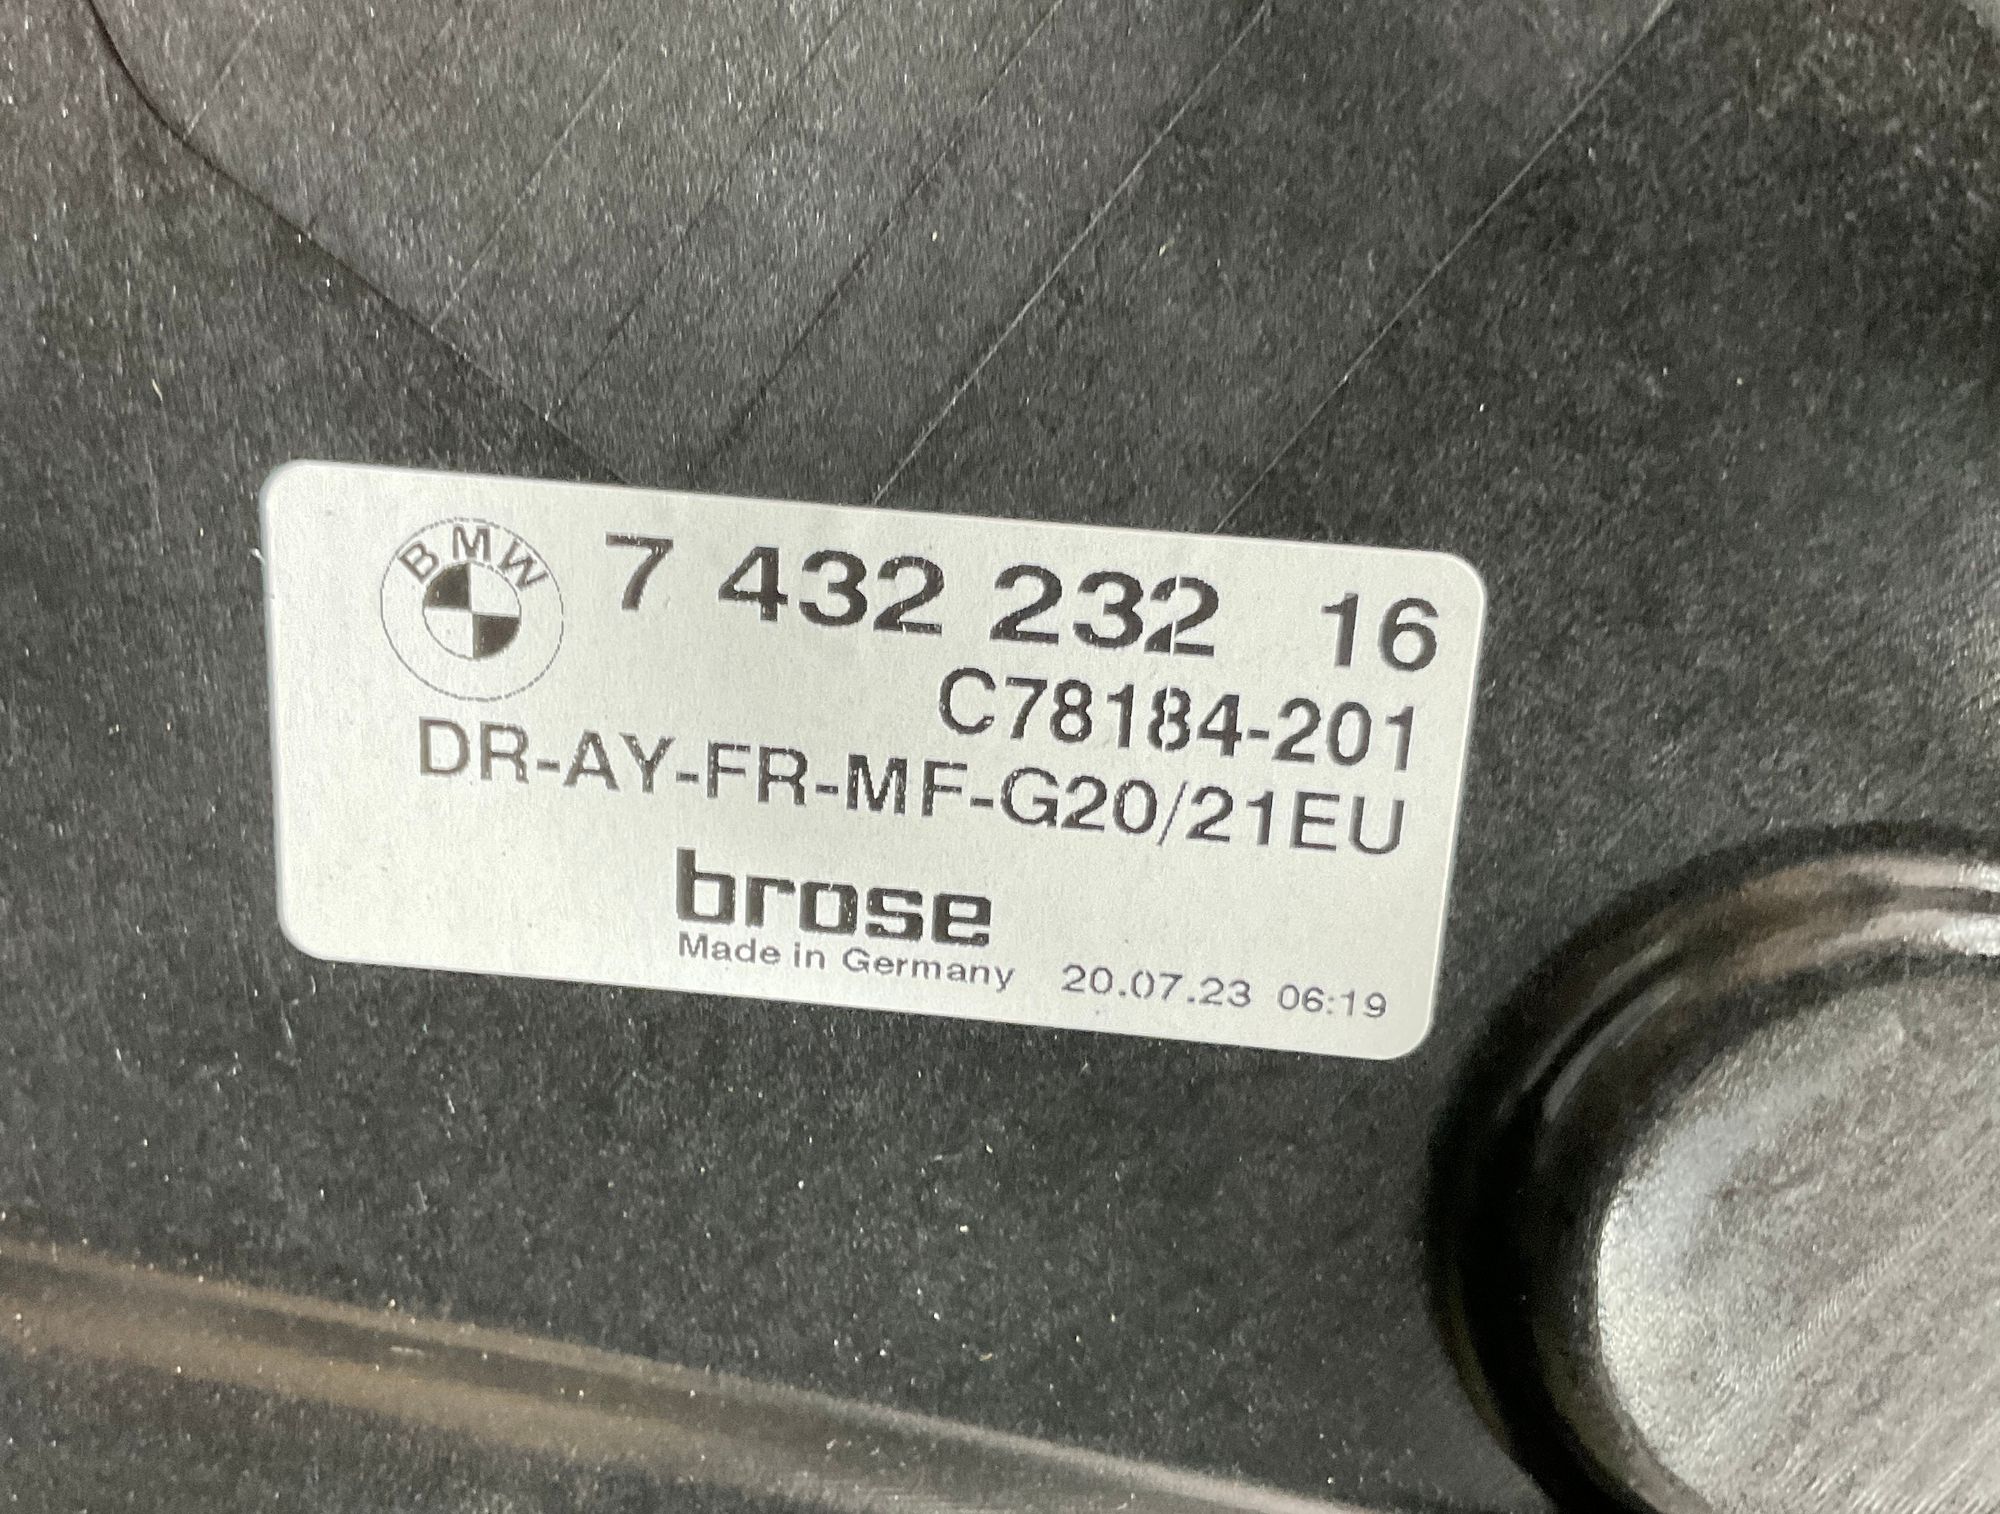 BMW 7 432 232 16
C78184-201
DR-AY-FR-MF-G20/21EU
brose
Made in Germany 20.07.23 06:19